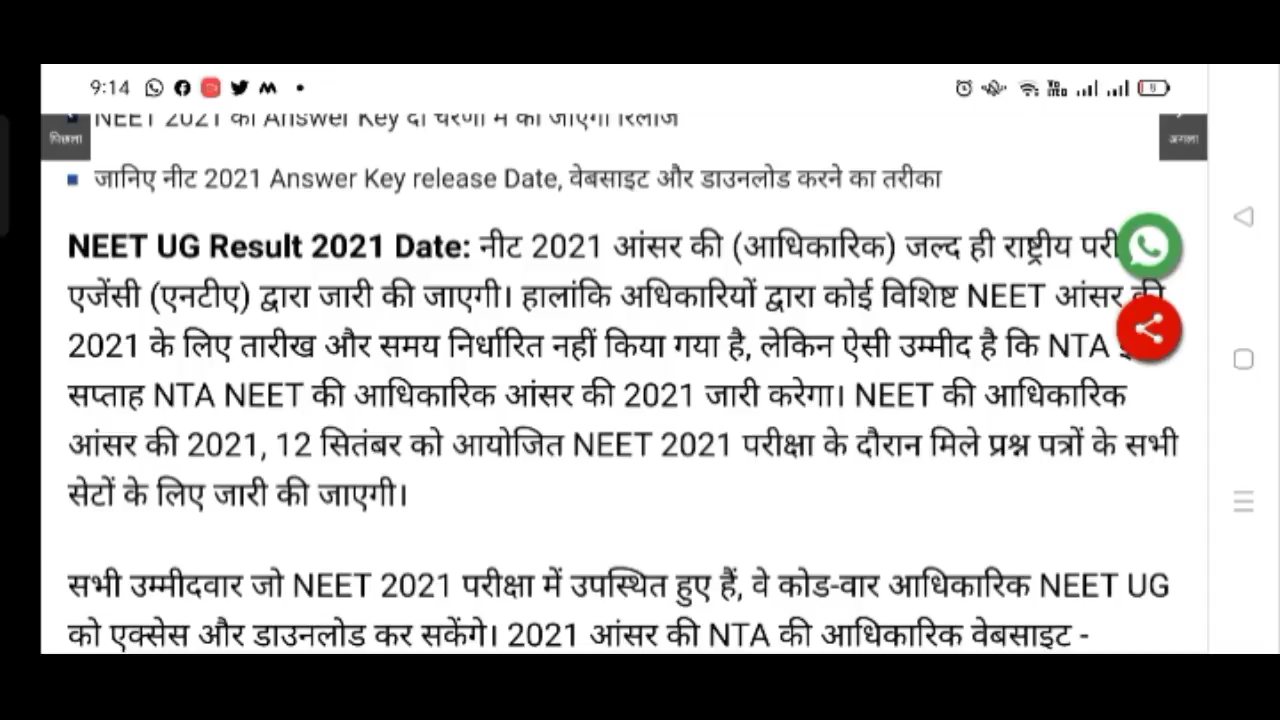 9:14
NEET 2021 की Answer Key दो चरणों में की जाएगी रिलीज
पिछला
अगला
जानिए नीट 2021 Answer Key release Date, वेबसाइट और डाउनलोड करने का तरीका
NEET UG Result 2021 Date: नीट 2021 आंसर की (आधिकारिक) जल्द ही राष्ट्रीय परी
एजेंसी (एनटीए) द्वारा जारी की जाएगी। हालांकि अधिकारियों द्वारा कोई विशिष्ट NEET आंसर की
2021 के लिए तारीख और समय निर्धारित नहीं किया गया है, लेकिन ऐसी उम्मीद है कि NTA
सप्ताह NTA NEET की आधिकारिक आंसर की 2021 जारी करेगा। NEET की आधिकारिक
आंसर की 2021, 12 सितंबर को आयोजित NEET 2021 परीक्षा के दौरान मिले प्रश्न पत्रों के सभी
सेटों के लिए जारी की जाएगी।
सभी उम्मीदवार जो NEET 2021 परीक्षा में उपस्थित हुए हैं, वे कोड-वार आधिकारिक NEET UG
को एक्सेस और डाउनलोड कर सकेंगे। 2021 आंसर की NTA की आधिकारिक वेबसाइट -